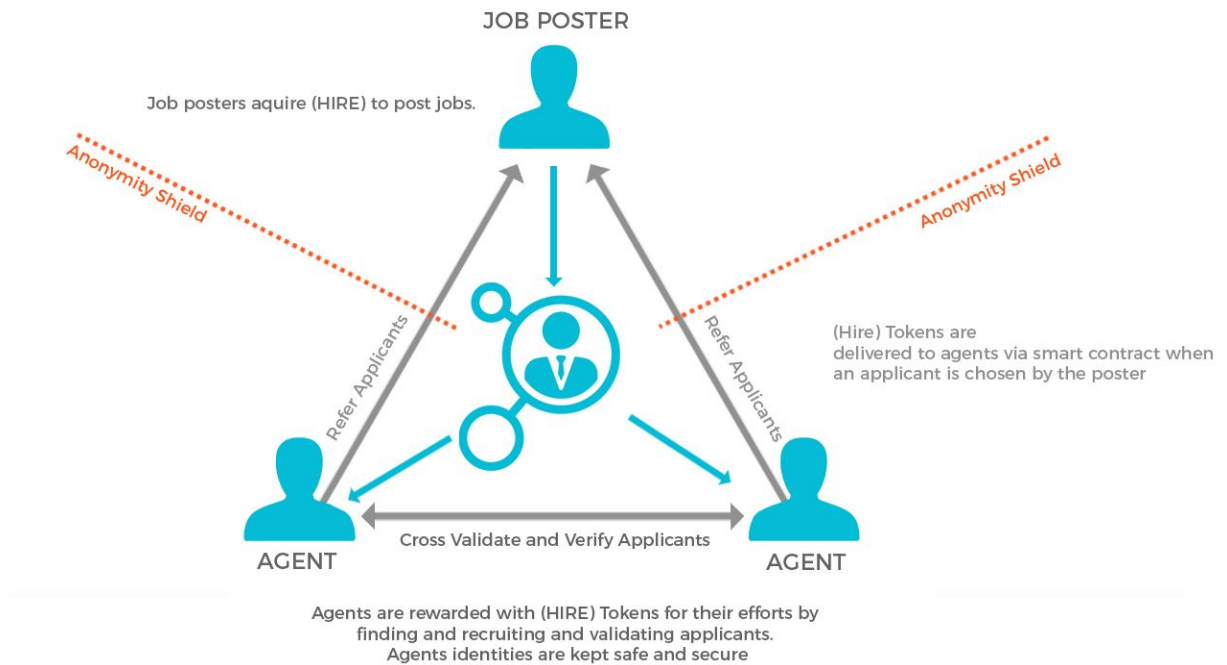 JOB POSTER
Job posters aquire (HIRE) to post jobs.
Anonymity Shield
Anonymity Shield
Refer Applicants
Refer Applicants
(Hire) Tokens are
delivered to agents via smart contract when
an applicant is chosen by the poster
Cross Validate and Verify Applicants
AGENT
AGENT
Agents are rewarded with (HIRE) Tokens for their efforts by
finding and recruiting and validating applicants.
Agents identities are kept safe and secure